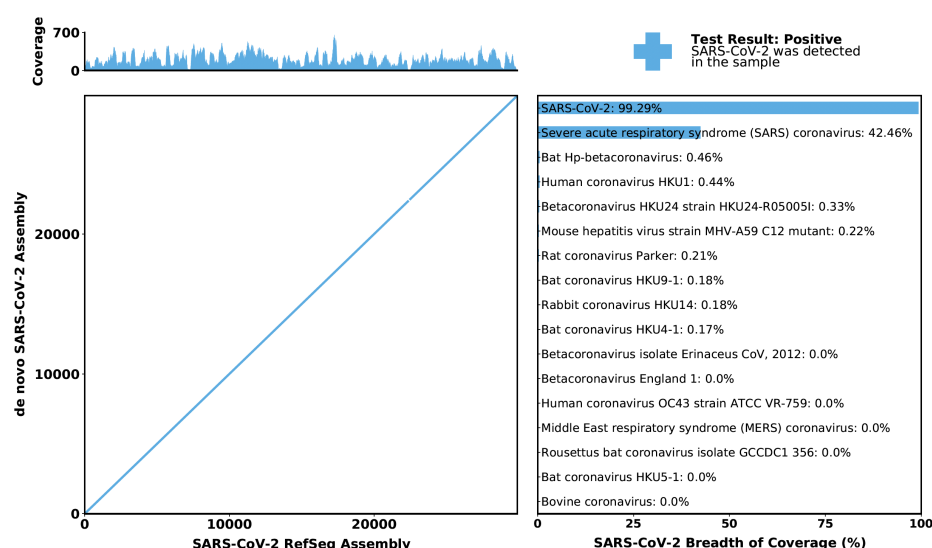 Coverage
700
0
Test Result: Positive
SARS-CoV-2 was detected
in the sample
de novo SARS-CoV-2 Assembly
20000
10000
0
0
10000
20000
SARS-CoV-2 RefSeq Assembly
SARS-CoV-2: 99.29%
Severe acute respiratory syndrome (SARS) coronavirus: 42.46%
Bat Hp-betacoronavirus: 0.46%
Human coronavirus HKU1: 0.44%
Betacoronavirus HKU24 strain HKU24-R05005I: 0.33%
Mouse hepatitis virus strain MHV-A59 C12 mutant: 0.22%
Rat coronavirus Parker: 0.21%
Bat coronavirus HKU9-1: 0.18%
Rabbit coronavirus HKU14: 0.18%
Bat coronavirus HKU4-1: 0.17%
Betacoronavirus isolate Erinaceus CoV, 2012: 0.0%
Betacoronavirus England 1: 0.0%
Human coronavirus OC43 strain ATCC VR-759: 0.0%
Middle East respiratory syndrome (MERS) coronavirus: 0.0%
Rousettus bat coronavirus isolate GCCDC1 356: 0.0%
Bat coronavirus HKU5-1: 0.0%
Bovine coronavirus: 0.0%
0
25
50
75
100
SARS-CoV-2 Breadth of Coverage (%)